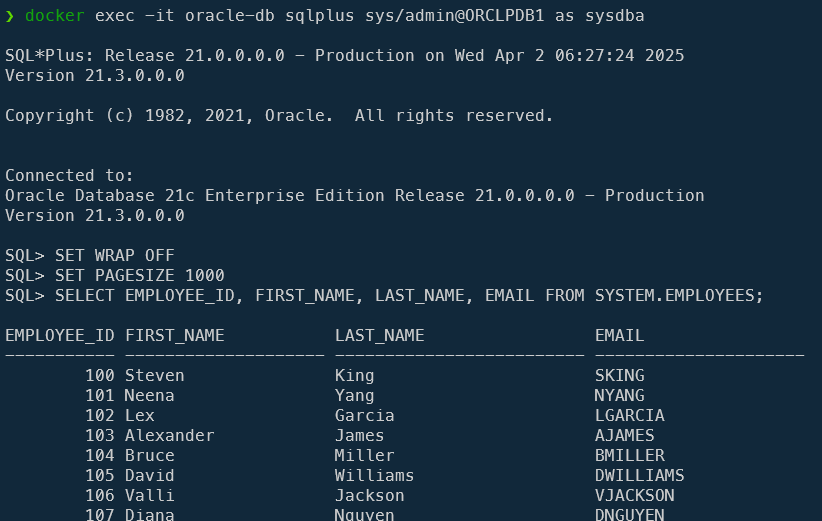 ❯ docker exec -it oracle-db sqlplus sys/admin@ORCLPDB1 as sysdba
SQL*Plus: Release 21.0.0.0.0 - Production on Wed Apr 2 06:27:24 2025
Version 21.3.0.0.0
Copyright (c) 1982, 2021, Oracle.  All rights reserved.
Connected to:
Oracle Database 21c Enterprise Edition Release 21.0.0.0.0 - Production
Version 21.3.0.0.0
SQL> SET WRAP OFF
SQL> SET PAGESIZE 1000
SQL> SELECT EMPLOYEE_ID, FIRST_NAME, LAST_NAME, EMAIL FROM SYSTEM.EMPLOYEES;
EMPLOYEE_ID FIRST_NAME           LAST_NAME                 EMAIL
----------- -------------------- ------------------------- ---------------------
        100 Steven               King                      SKING
        101 Neena                Yang                      NYANG
        102 Lex                  Garcia                    LGARCIA
        103 Alexander            James                     AJAMES
        104 Bruce                Miller                    BMILLER
        105 David                Williams                  DWILLIAMS
        106 Valli                Jackson                   VJACKSON
        107 Diana                Nguyen                    DNGUYEN